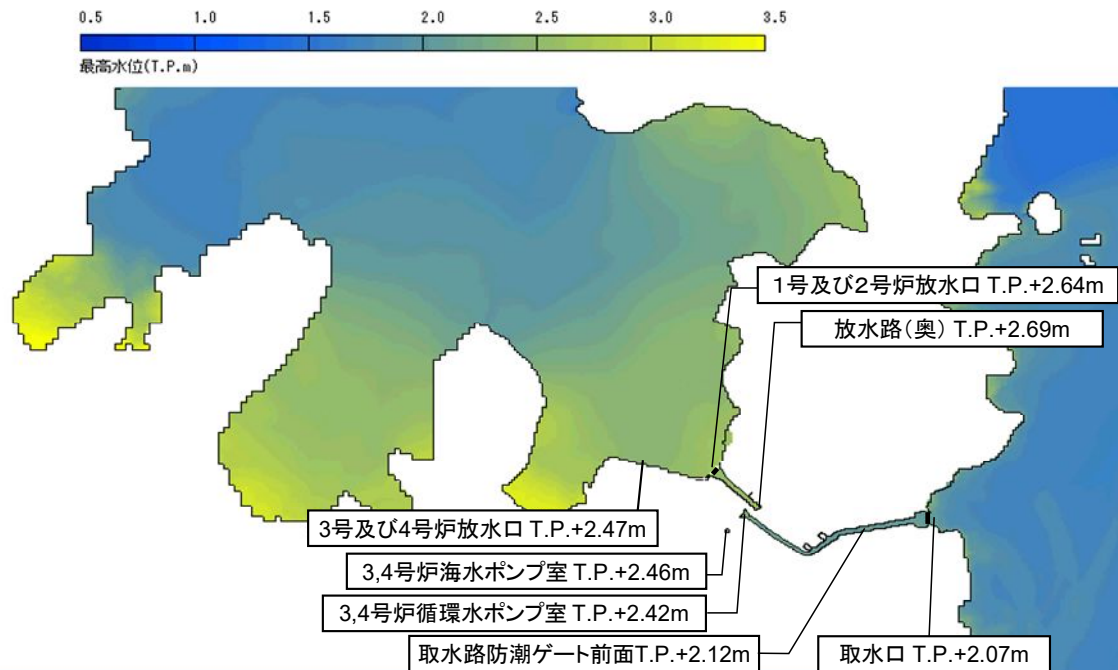 0.5 1.0 1.5 2.0 2.5 3.0 3.5
最高水位(T.P.m)
1号及び2号炉放水口 T.P.+2.64m
放水路(奥) T.P.+2.69m
3号及び4号炉放水口 T.P.+2.47m
3,4号炉海水ポンプ室 T.P.+2.46m
3,4号炉循環水ポンプ室 T.P.+2.42m
取水路防潮ゲート前面T.P.+2.12m
取水口 T.P.+2.07m